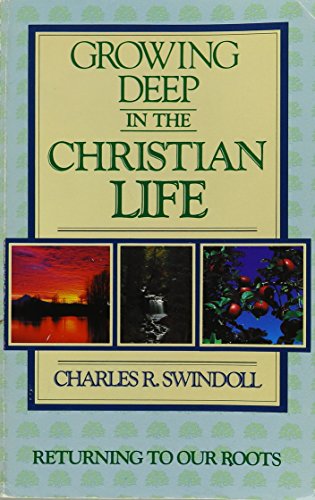 GROWING
DEEP
IN THE
CHRISTIAN
LIFE
CHARLES R. SWINDOLL
RETURNING TO OUR ROOTS